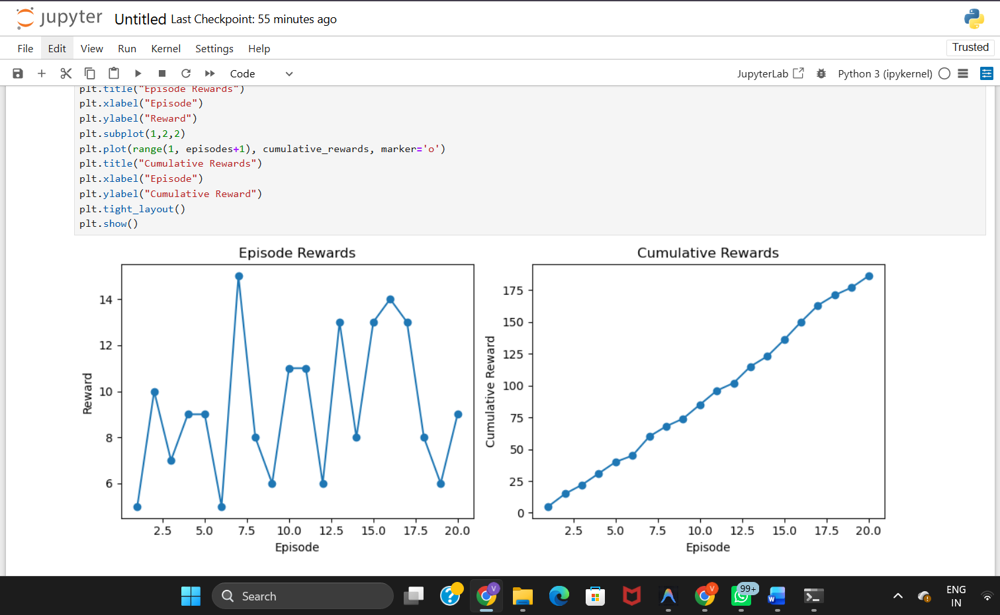 jupyter Untitled Last Checkpoint: 55 minutes ago
File Edit View Run Kernel Settings Help
Trusted
Code
JupyterLab
Python 3 (ipykernel)
plt.title("Episode Rewards")
plt.xlabel("Episode")
plt.ylabel("Reward")
plt.subplot(1,2,2)
plt.plot(range(1, episodes+1), cumulative_rewards, marker='o')
plt.title("Cumulative Rewards")
plt.xlabel("Episode")
plt.ylabel("Cumulative Reward")
plt.tight_layout()
plt.show()
Episode Rewards
14
12
10
8
6
Reward
2.5 5.0 7.5 10.0 12.5 15.0 17.5 20.0
Episode
Cumulative Rewards
175
150
125
100
75
50
25
0
Cumulative Reward
2.5 5.0 7.5 10.0 12.5 15.0 17.5 20.0
Episode
Search
V
V
99+
W
ENG
IN